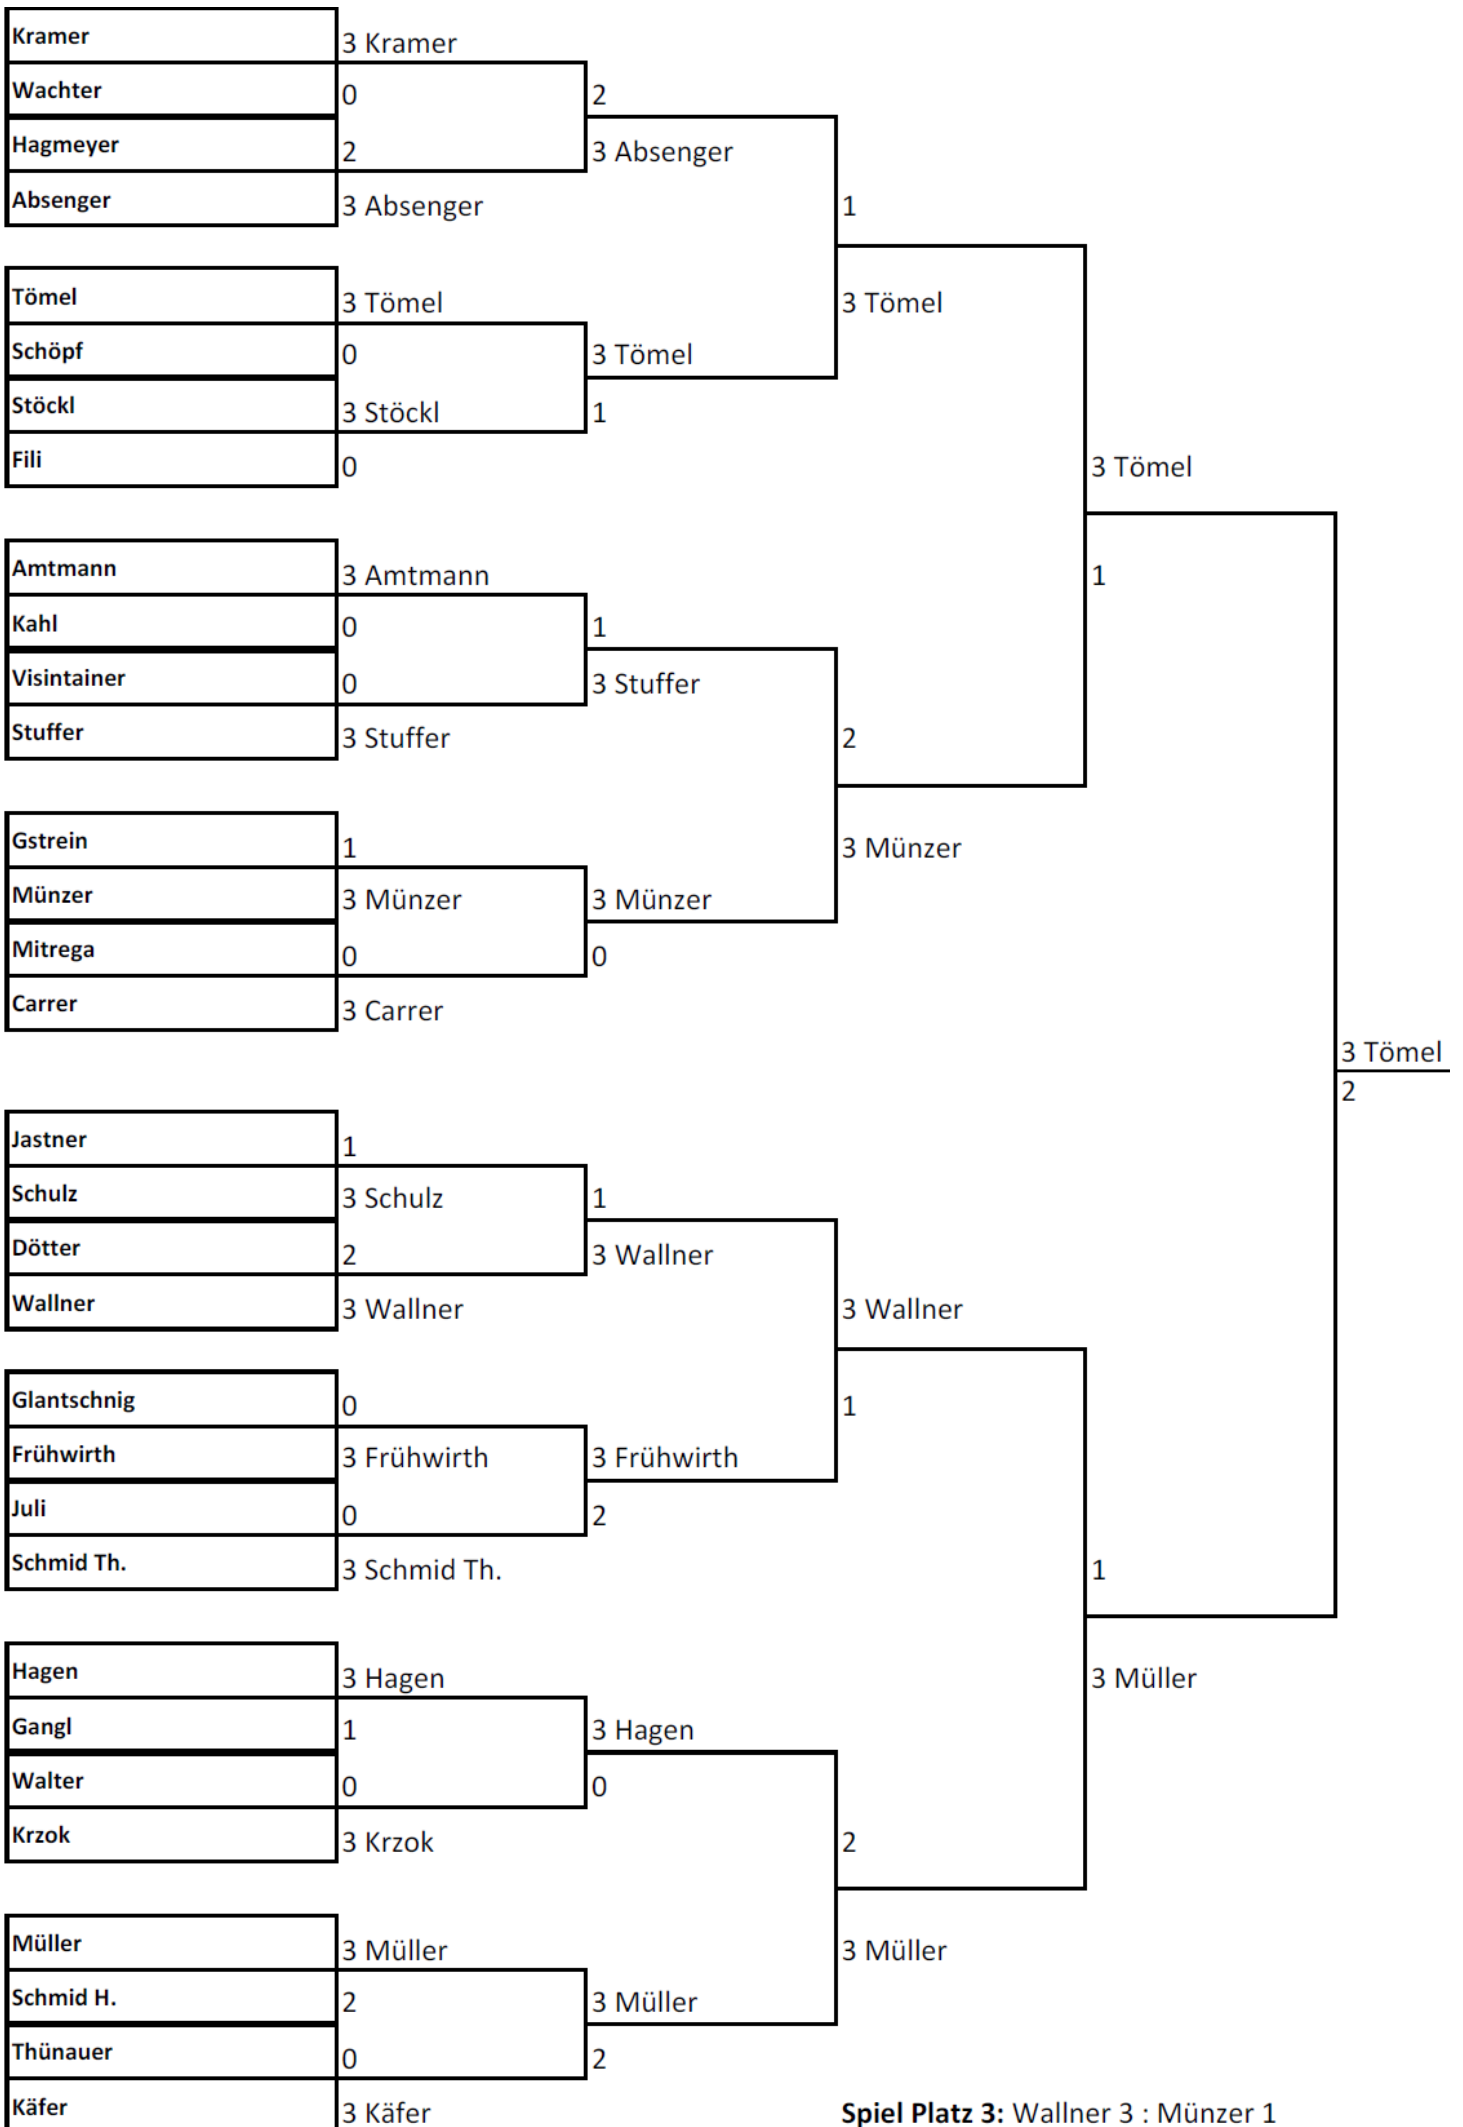 Kramer
3 Kramer
Wachter
0
2
Hagmeyer
2
3 Absenger
Absenger
3 Absenger
1
Tömel
3 Tömel
3 Tömel
Schöpf
0
3 Tömel
Stöckl
3 Stöckl
1
Fili
0
3 Tömel
Amtmann
3 Amtmann
1
Kahl
0
1
Visintainer
0
3 Stuffer
Stuffer
3 Stuffer
2
Gstrein
1
3 Münzer
Münzer
3 Münzer
3 Münzer
Mitrega
0
0
Carrer
3 Carrer
3 Tömel
2
Jastner
1
Schulz
3 Schulz
1
Dötter
2
3 Wallner
Wallner
3 Wallner
3 Wallner
Glantschnig
0
1
Frühwirth
3 Frühwirth
3 Frühwirth
Juli
0
2
Schmid Th.
3 Schmid Th.
1
Hagen
3 Hagen
3 Müller
Gangl
1
3 Hagen
Walter
0
0
Krzok
3 Krzok
2
Müller
3 Müller
3 Müller
Schmid H.
2
3 Müller
Thünauer
0
2
Käfer
3 Käfer
Spiel Platz 3: Wallner 3 : Münzer 1